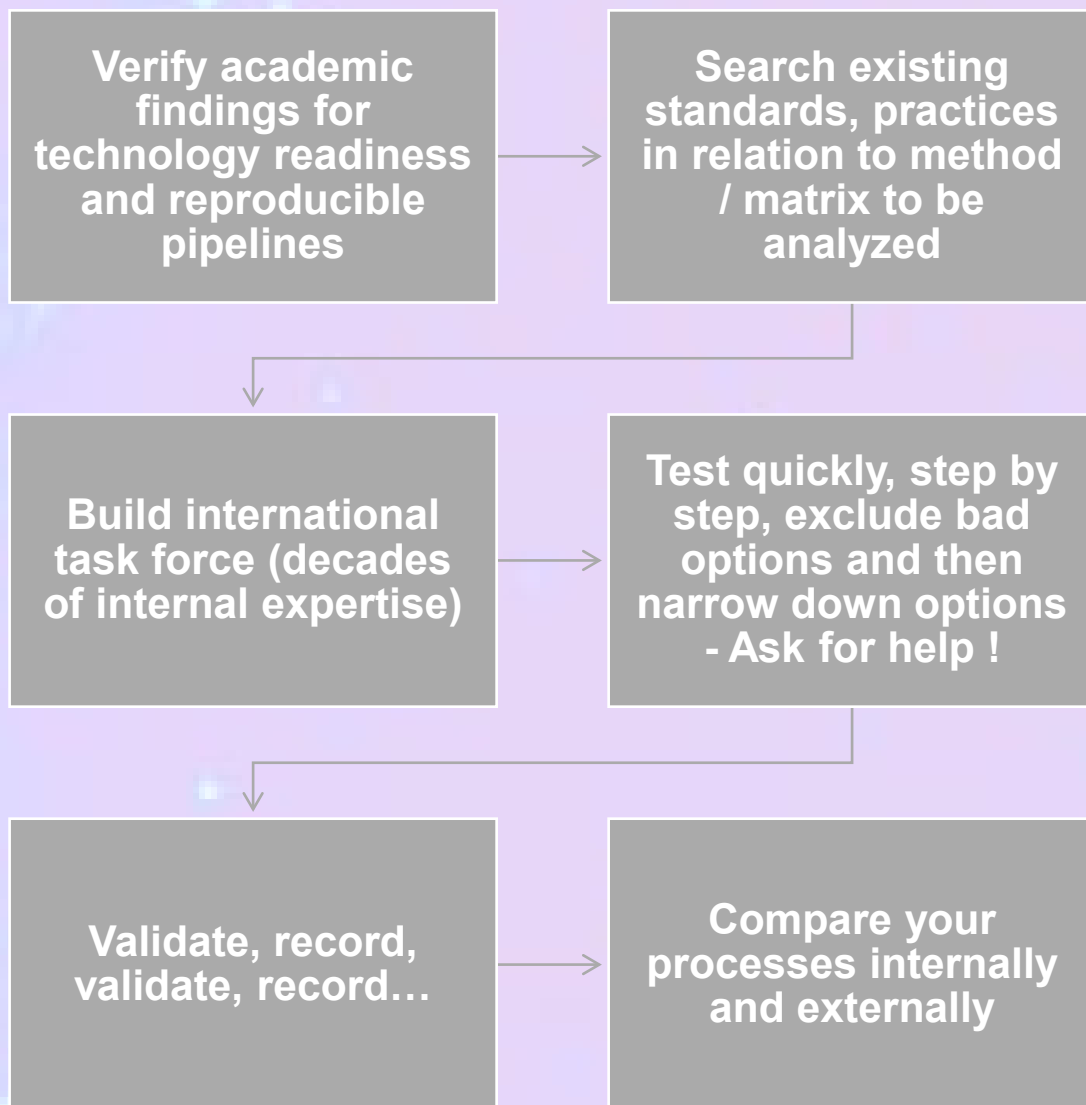 Verify academic
findings for
technology readiness
and reproducible
pipelines
Search existing
standards, practices
in relation to method
/ matrix to be
analyzed
Build international
task force (decades
of internal expertise)
Test quickly, step by
step, exclude bad
options and then
narrow down options
- Ask for help !
Validate, record,
validate, record…
Compare your
processes internally
and externally